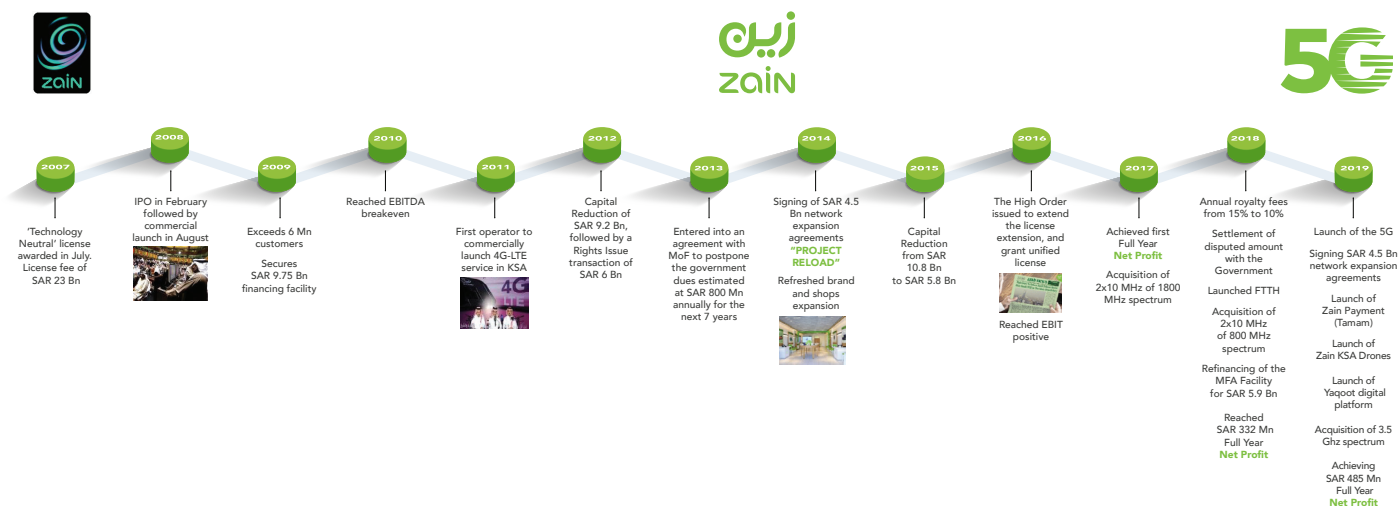 zain
زين
zain
5G
2007
'Technology
Neutral' license
awarded in July.
License fee of
SAR 23 Bn
2008
IPO in February
followed by
commercial
launch in August
2009
Exceeds 6 Mn
customers
Secures
SAR 9.75 Bn
financing facility
2010
Reached EBITDA
breakeven
2011
First operator to
commercially
launch 4G-LTE
service in KSA
4G
LTE
2012
Capital
Reduction of
SAR 9.2 Bn,
followed by a
Rights Issue
transaction of
SAR 6 Bn
2013
Entered into an
agreement with
MoF to postpone
the government
dues estimated
at SAR 800 Mn
annually for the
next 7 years
2014
Signing of SAR 4.5
Bn network
expansion
agreements
"PROJECT
RELOAD"
Refreshed brand
and shops
expansion
2015
Capital
Reduction
from SAR
10.8 Bn
to SAR 5.8 Bn
2016
The High Order
issued to extend
the license
extension, and
grant unified
license
Reached EBIT
positive
2017
Achieved first
Full Year
Net Profit
Acquisition of
2x10 MHz of 1800
MHz spectrum
2018
Annual royalty fees
from 15% to 10%
Settlement of
disputed amount
with the
Government
Launched FTTH
Acquisition of
2x10 MHz
of 800 MHz
spectrum
Refinancing of the
MFA Facility
for SAR 5.9 Bn
Reached
SAR 332 Mn
Full Year
Net Profit
2019
Launch of the 5G
Signing SAR 4.5 Bn
network expansion
agreements
Launch of
Zain Payment
(Tamam)
Launch of
Zain KSA Drones
Launch of
Yaqoot digital
platform
Acquisition of 3.5
Ghz spectrum
Achieving
SAR 485 Mn
Full Year
Net Profit